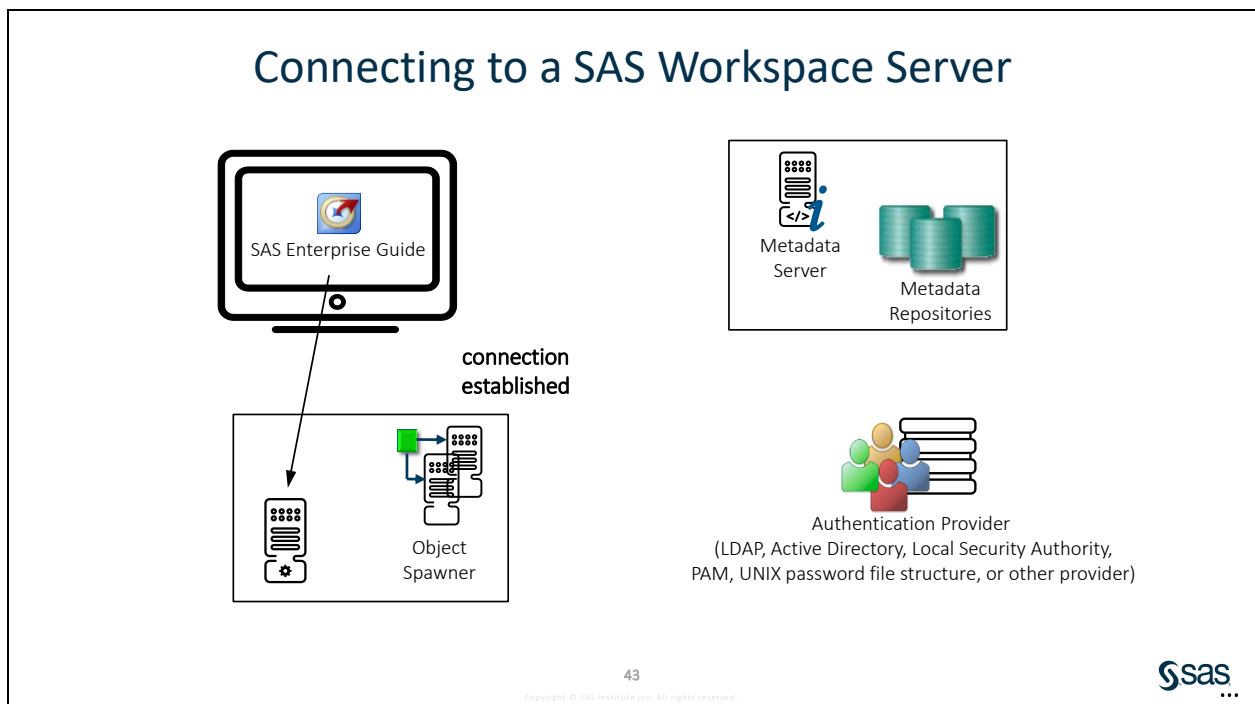 Connecting to a SAS Workspace Server
SAS Enterprise Guide
connection
established
Object
Spawner
</>
i
Metadata
Server
Metadata
Repositories
Authentication Provider
(LDAP, Active Directory, Local Security Authority,
PAM, UNIX password file structure, or other provider)
43
Copyright © SAS Institute Inc. All rights reserved.
sas
...